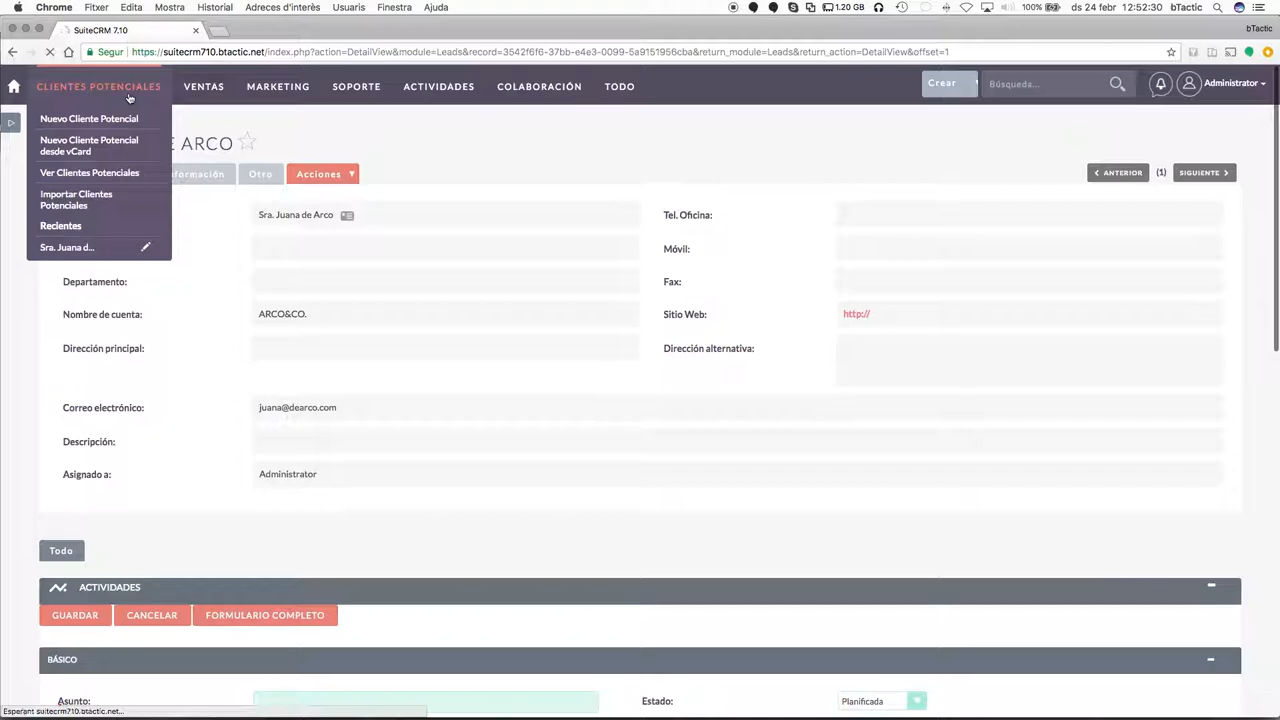 Chrome Fitxer Edita Mostra Historial Adreces d'interès Usuaris Finestra Ajuda 1.20 GB 100% ds 24 febr 12:52:30 bTactic
SuiteCRM 7.10 bTactic
Segur https://suitecrm710.btactic.net/index.php?action=DetailView&module=Leads&record=3542f6f6-37bb-e4e3-0099-5a9151956cba&return_module=Leads&return_action=DetailView&offset=1
CLIENTES POTENCIALES VENTAS MARKETING SOPORTE ACTIVIDADES COLABORACIÓN TODO Crear Búsqueda... Administrator
Nuevo Cliente Potencial
Nuevo Cliente Potencial
desde vCard
Ver Clientes Potenciales
Importar Clientes
Potenciales
Recientes
Sra. Juana d...
E ARCO
formación Otro Acciones ANTERIOR (1) SIGUIENTE
Sra. Juana de Arco Tel. Oficina:
Móvil:
Departamento: Fax:
Nombre de cuenta: ARCO&CO. Sitio Web: http://
Dirección principal: Dirección alternativa:
Correo electrónico: juana@dearco.com
Descripción:
Asignado a: Administrator
Todo
ACTIVIDADES
GUARDAR CANCELAR FORMULARIO COMPLETO
BÁSICO
Asunto: Estado: Planificada
Esperant suitecrm710.btactic.net...